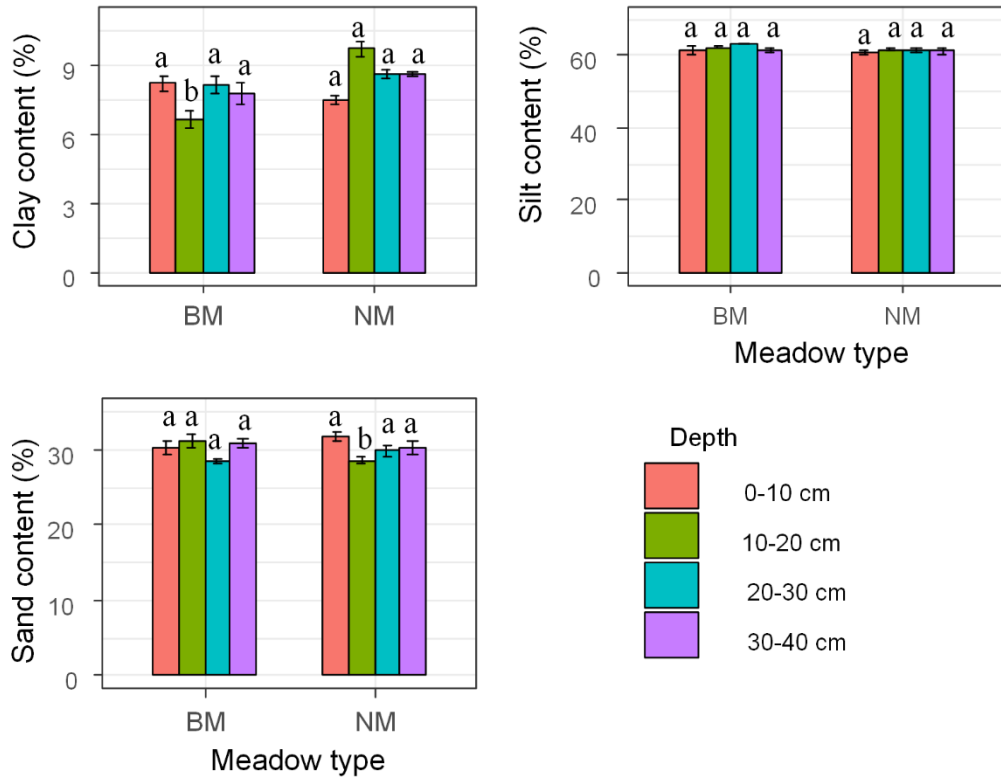 Clay content (%)
9
6
3
0
a
b
a
a
a
a
a
a
BM
NM
Silt content (%)
60
40
20
0
a
a
a
a
a
a
a
a
BM
NM
Meadow type
Sand content (%)
30
20
10
0
a
a
a
a
a
b
a
a
BM
NM
Meadow type
Depth
0-10 cm
10-20 cm
20-30 cm
30-40 cm